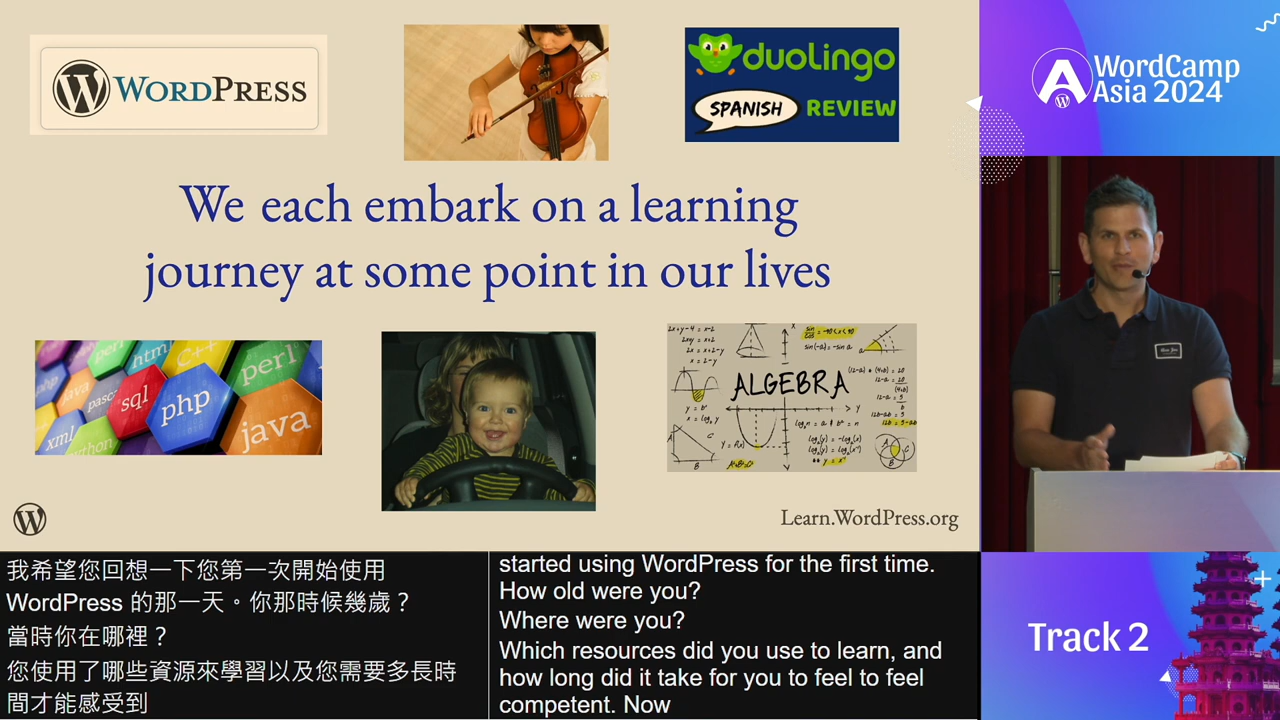 WORDPRESS
duolingo
SPANISH
REVIEW
WordCamp
Asia 2024
We each embark on a learning
journey at some point in our lives
perl
html
C++
php
java
pasc
sql
php
perl
xml
python
java
2x+y-4 = x-2
ALGEBRA
Learn.WordPress.org
我希望您回想一下您第一次開始使用
WordPress 的那一天。你那時候幾歲？
當時你在哪裡？
您使用了哪些資源來學習以及您需要多長時
間才能感受到
started using WordPress for the first time.
How old were you?
Where were you?
Which resources did you use to learn, and
how long did it take for you to feel to feel
competent. Now
Track 2